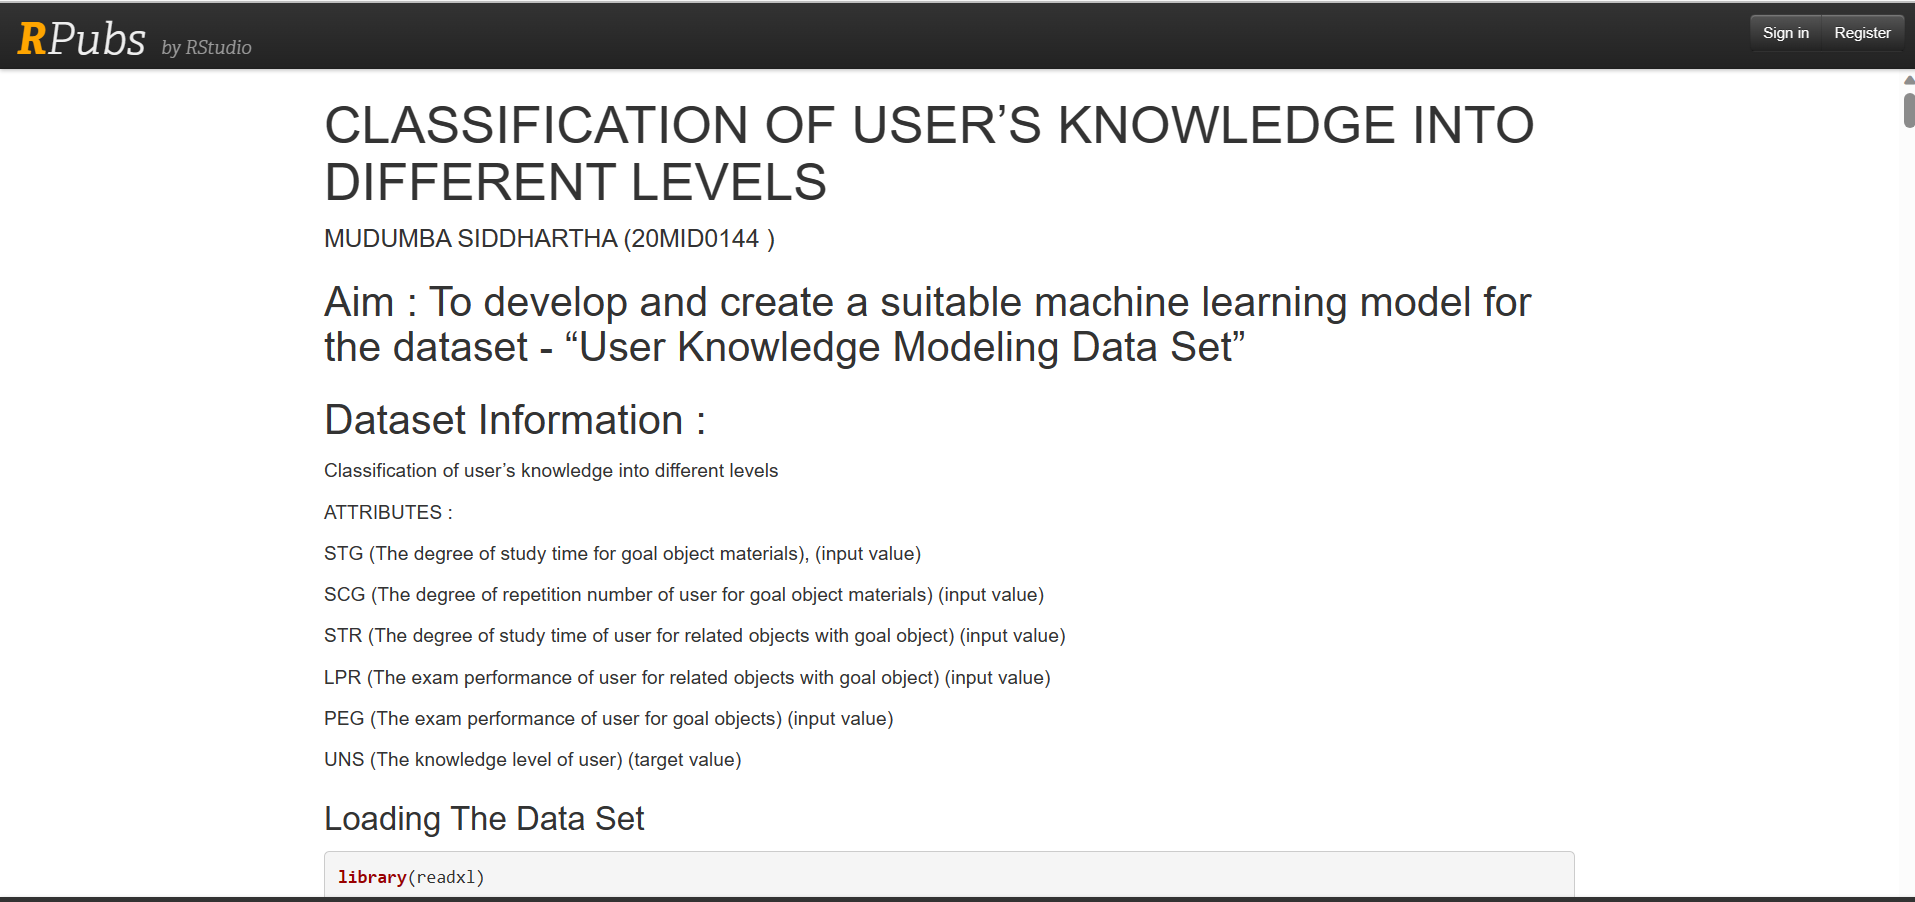 RPubs by RStudio
Sign in Register
CLASSIFICATION OF USER’S KNOWLEDGE INTO
DIFFERENT LEVELS
MUDUMBA SIDDHARTHA (20MID0144 )
Aim : To develop and create a suitable machine learning model for
the dataset - “User Knowledge Modeling Data Set”
Dataset Information :
Classification of user’s knowledge into different levels
ATTRIBUTES :
STG (The degree of study time for goal object materials), (input value)
SCG (The degree of repetition number of user for goal object materials) (input value)
STR (The degree of study time of user for related objects with goal object) (input value)
LPR (The exam performance of user for related objects with goal object) (input value)
PEG (The exam performance of user for goal objects) (input value)
UNS (The knowledge level of user) (target value)
Loading The Data Set
library(readxl)